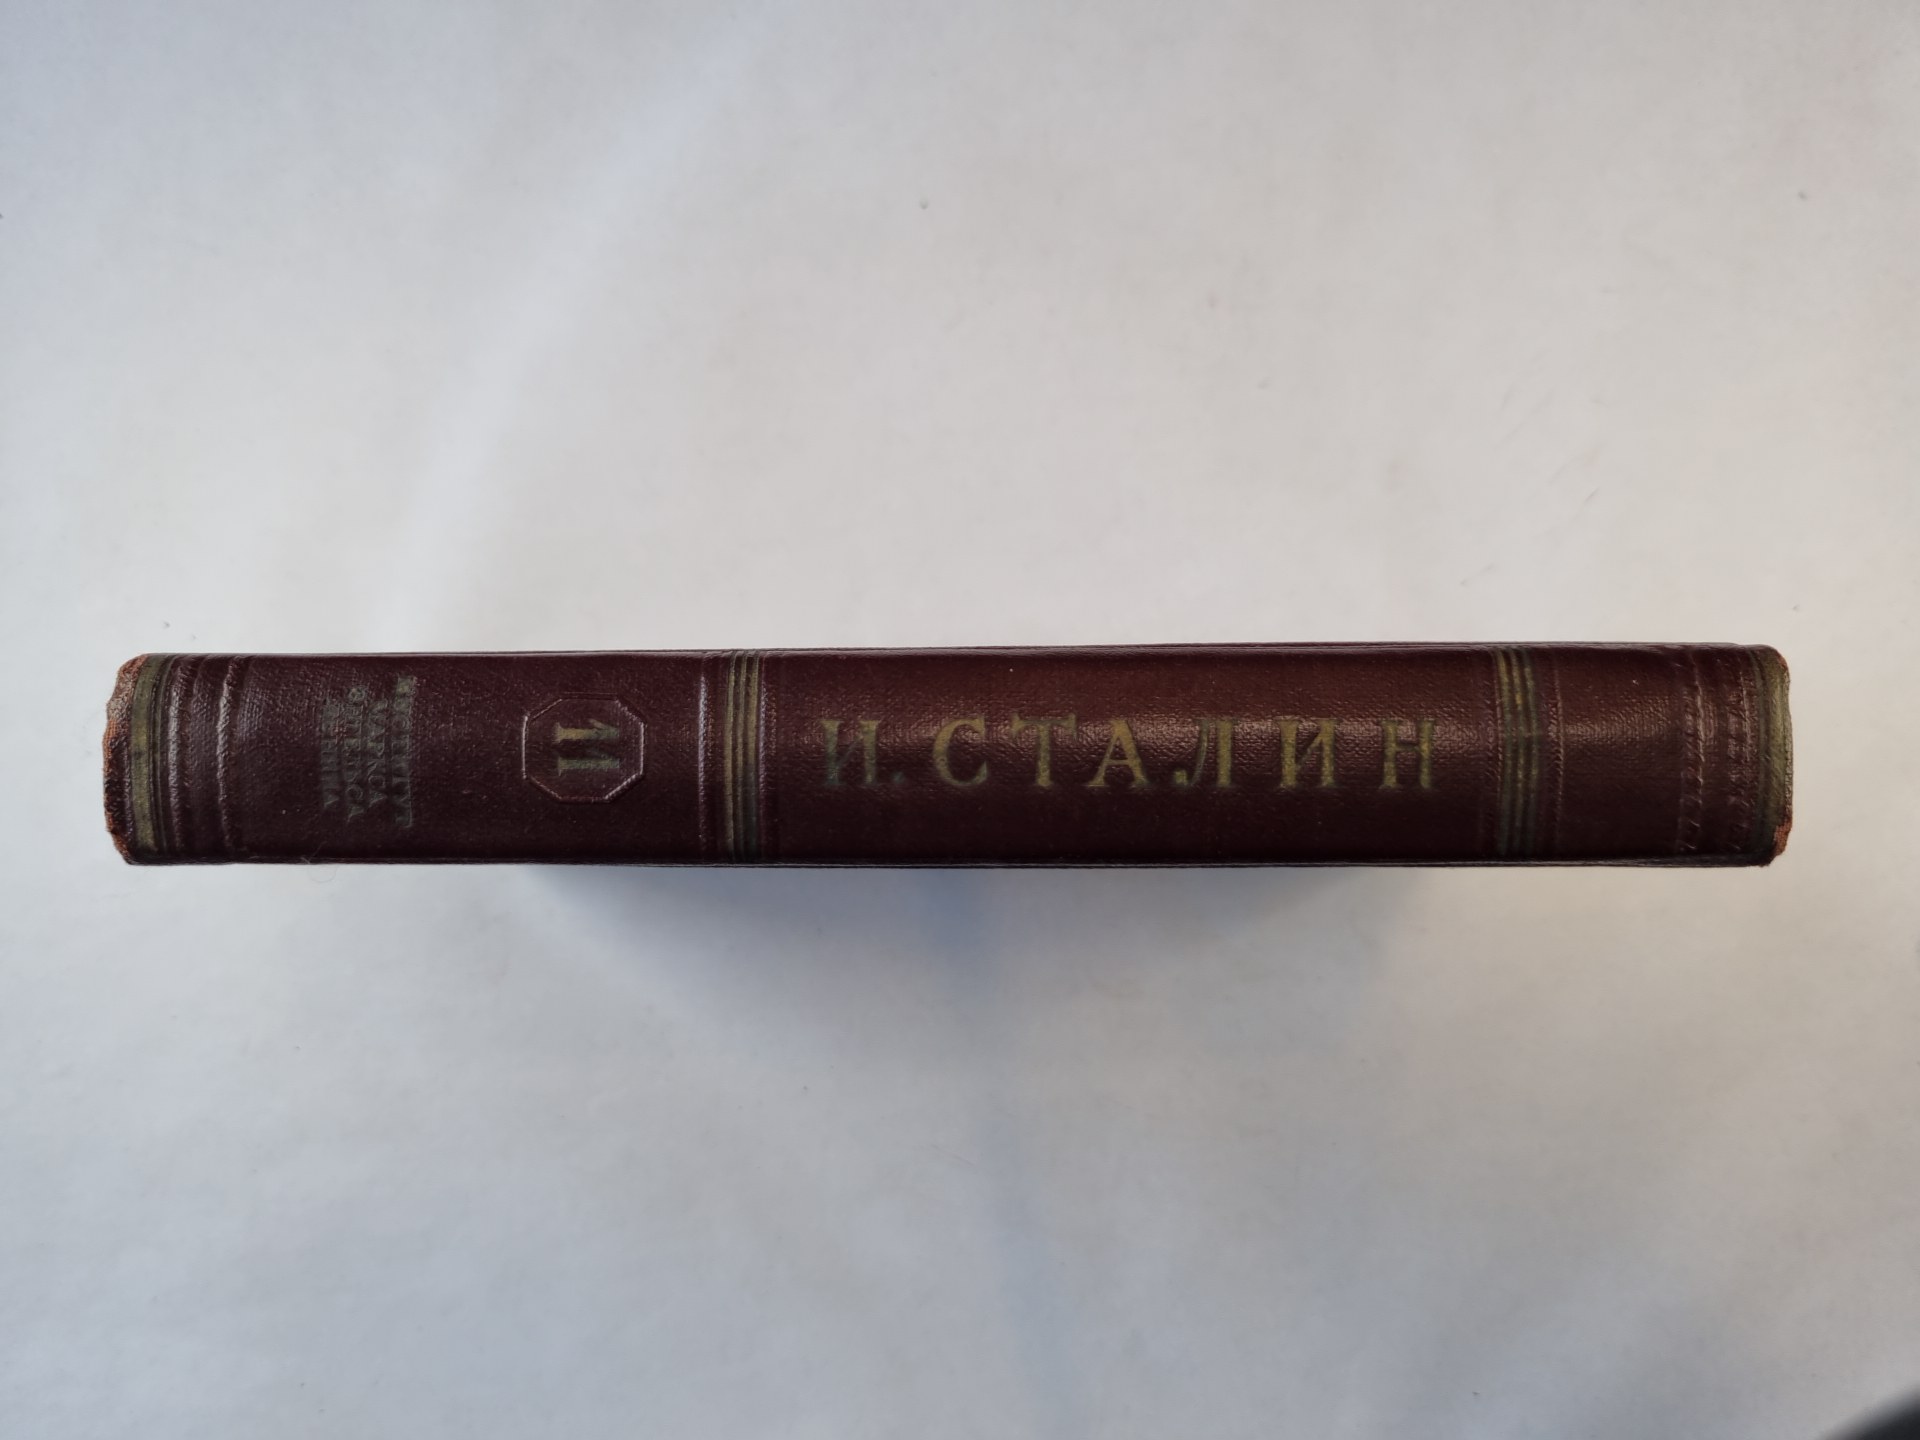 И. СТАЛИН
11
ИНСТИТУТ
МАРКСА
ЭНГЕЛЬСА
ЛЕНИНА